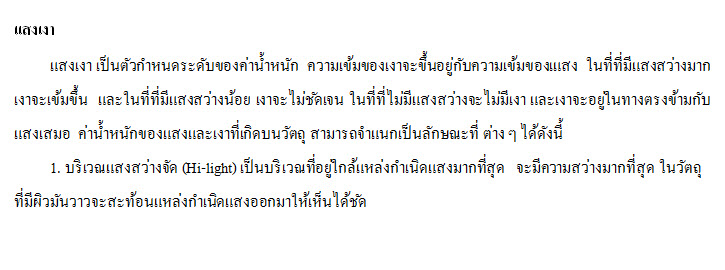 แสงเงา
แสงเงา เป็นตัวกำหนดระดับของค่าน้ำหนัก ความเข้มของเงาจะขึ้นอยู่กับความเข้มของแสง ในที่ที่มีแสงสว่างมาก
เงาจะเข้มขึ้น และในที่ที่มีแสงสว่างน้อย เงาจะไม่ชัดเจน ในที่ที่ไม่มีแสงสว่างจะไม่มีเงา และเงาจะอยู่ในทางตรงข้ามกับ
แสงเสมอ ค่าน้ำหนักของแสงและเงาที่เกิดบนวัตถุ สามารถจำแนกเป็นลักษณะที่ ต่าง ๆ ได้ดังนี้
1. บริเวณแสงสว่างจัด (Hi-light) เป็นบริเวณที่อยู่ใกล้แหล่งกำเนิดแสงมากที่สุด จะมีความสว่างมากที่สุด ในวัตถุ
ที่มีผิวมันวาวจะสะท้อนแหล่งกำเนิดแสงออกมาให้เห็นได้ชัด